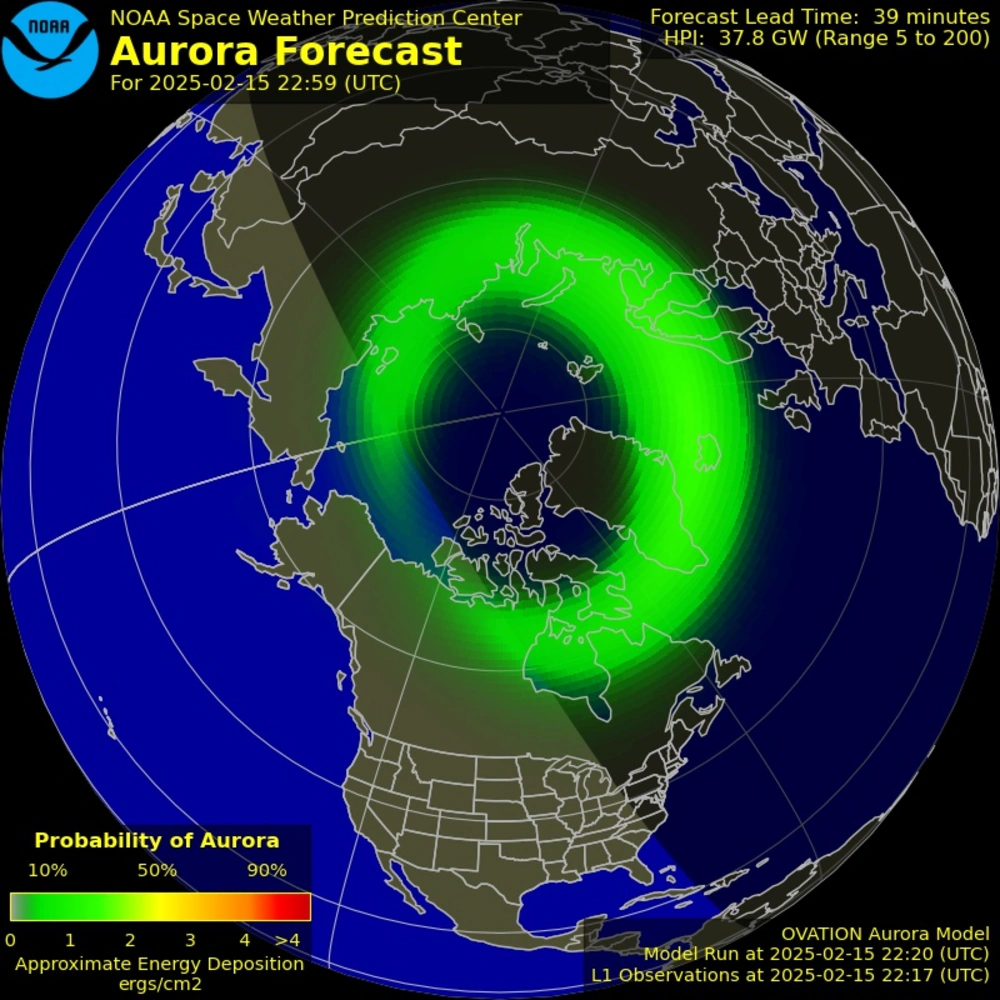 NOAA
NOAA Space Weather Prediction Center
Aurora Forecast
For 2025-02-15 22:59 (UTC)
Forecast Lead Time: 39 minutes
HPI: 37.8 GW (Range 5 to 200)
Probability of Aurora
10% 50% 90%
0 1 2 3 4 >4
Approximate Energy Deposition
ergs/cm2
OVATION Aurora Model
Model Run at 2025-02-15 22:20 (UTC)
L1 Observations at 2025-02-15 22:17 (UTC)